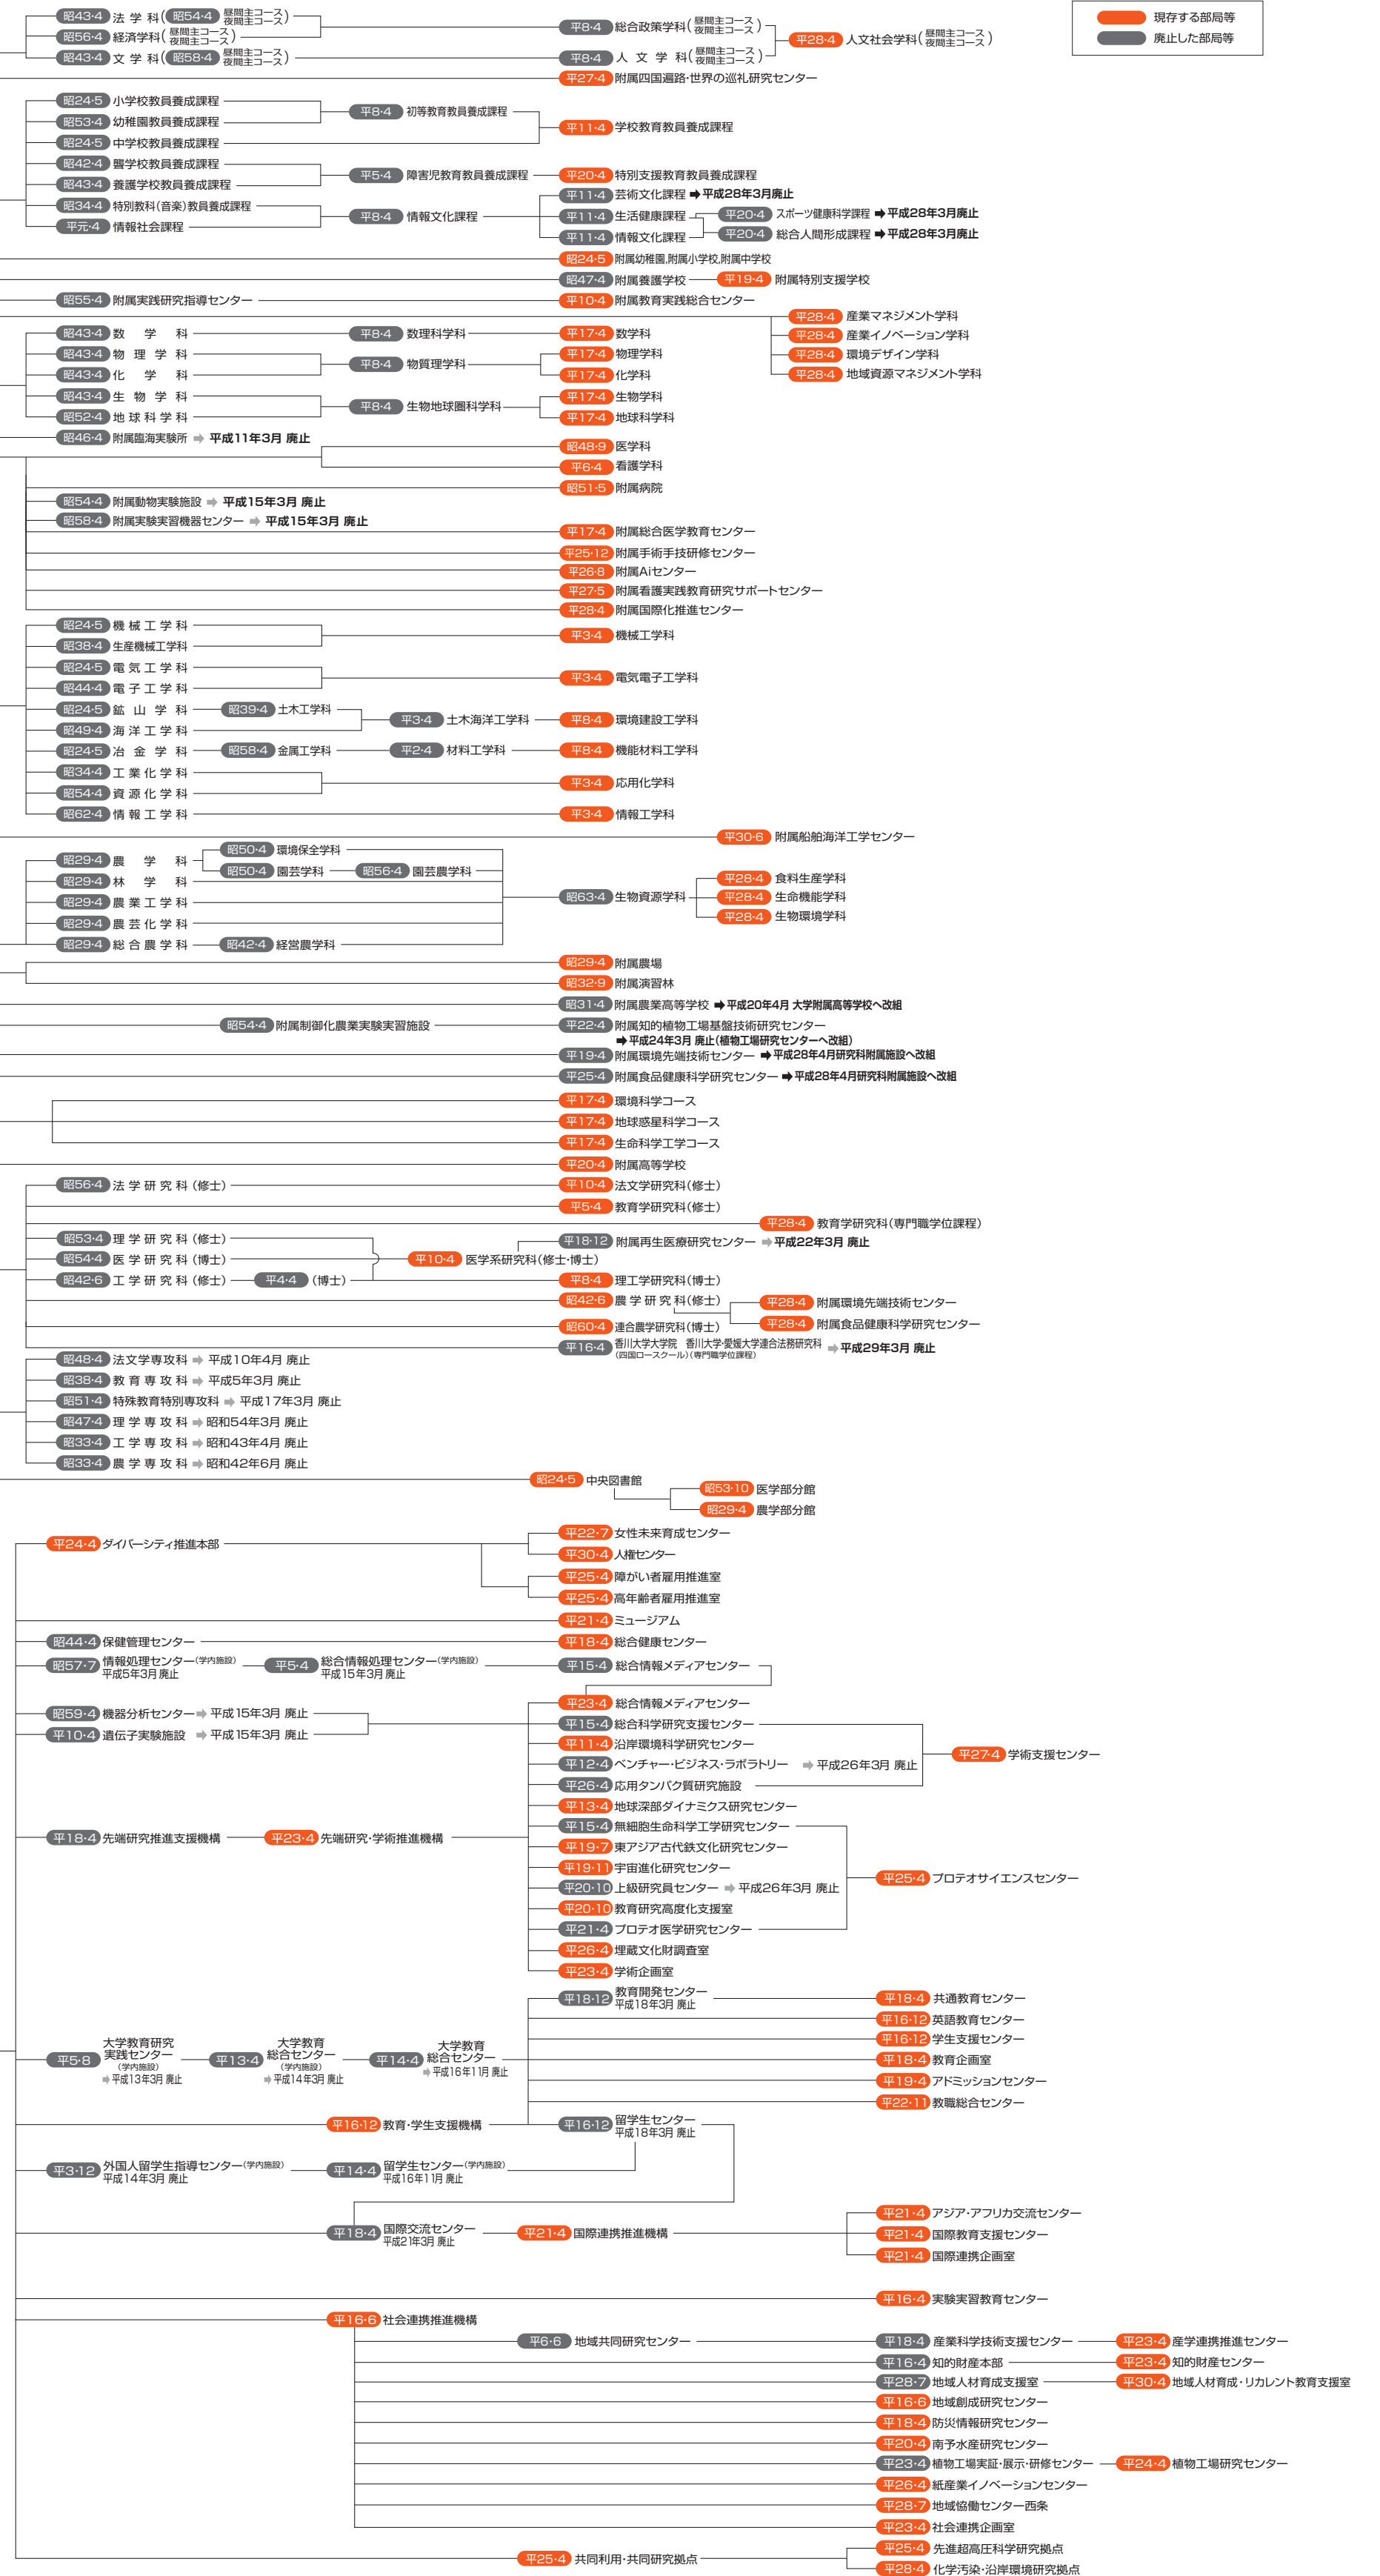 現存する部局等
廃止した部局等
昭43・4 法学科(昭54・4 昼間主コース 夜間主コース)
昭56・4 経済学科(昼間主コース 夜間主コース)
平8・4 総合政策学科(昼間主コース 夜間主コース)
平28・4 人文社会学科(昼間主コース 夜間主コース)
昭43・4 文学科(昭58・4 昼間主コース 夜間主コース)
平8・4 人文学科(昼間主コース 夜間主コース)
平27・4 附属四国遍路・世界の巡礼研究センター
昭24・5 小学校教員養成課程
昭53・4 幼稚園教員養成課程
平8・4 初等教育教員養成課程
昭24・5 中学校教員養成課程
平11・4 学校教育教員養成課程
昭42・4 聾学校教員養成課程
昭43・4 養護学校教員養成課程
平5・4 障害児教育教員養成課程
平20・4 特別支援教育教員養成課程
昭34・4 特別教科(音楽)教員養成課程
平元・4 情報社会課程
平8・4 情報文化課程
平11・4 芸術文化課程 ➡平成28年3月廃止
平11・4 生活健康課程
平11・4 情報文化課程
平20・4 スポーツ健康科学課程 ➡平成28年3月廃止
平20・4 総合人間形成課程 ➡平成28年3月廃止
昭24・5 附属幼稚園,附属小学校,附属中学校
昭47・4 附属養護学校
平19・4 附属特別支援学校
昭55・4 附属実践研究指導センター
平10・4 附属教育実践総合センター
平28・4 産業マネジメント学科
平28・4 産業イノベーション学科
平28・4 環境デザイン学科
平28・4 地域資源マネジメント学科
昭43・4 数学科
平8・4 数理科学科
平17・4 数学科
昭43・4 物理学科
昭43・4 化学科
平8・4 物質理学科
平17・4 物理学科
平17・4 化学科
昭43・4 生物学科
昭52・4 地球科学科
平8・4 生物地球圏科学科
平17・4 生物学科
平17・4 地球科学科
昭46・4 附属臨海実験所 ➡ 平成11年3月 廃止
昭48・9 医学科
平6・4 看護学科
昭51・5 附属病院
昭54・4 附属動物実験施設 ➡ 平成15年3月 廃止
昭58・4 附属実験実習機器センター ➡ 平成15年3月 廃止
平17・4 附属総合医学教育センター
平25・12 附属手術手技研修センター
平26・8 附属Aiセンター
平27・5 附属看護実践教育研究サポートセンター
平28・4 附属国際化推進センター
昭24・5 機械工学科
昭38・4 生産機械工学科
平3・4 機械工学科
昭24・5 電気工学科
昭44・4 電子工学科
平3・4 電気電子工学科
昭24・5 鉱山学科
昭39・4 土木工学科
昭49・4 海洋工学科
平3・4 土木海洋工学科
平8・4 環境建設工学科
昭24・5 冶金学科
昭58・4 金属工学科
平2・4 材料工学科
平8・4 機能材料工学科
昭34・4 工業化学科
昭54・4 資源化学科
平3・4 応用化学科
昭62・4 情報工学科
平3・4 情報工学科
平30・6 附属船舶海洋工学センター
昭29・4 農学科
昭50・4 環境保全学科
昭50・4 園芸学科
昭56・4 園芸農学科
昭29・4 林学科
昭29・4 農業工学科
昭29・4 農芸化学科
昭29・4 総合農学科
昭42・4 経営農学科
昭63・4 生物資源学科
平28・4 食料生産学科
平28・4 生命機能学科
平28・4 生物環境学科
昭29・4 附属農場
昭32・9 附属演習林
昭31・4 附属農業高等学校 ➡平成20年4月 大学附属高等学校へ改組
昭54・4 附属制御化農業実験実習施設
平22・4 附属知的植物工場基盤技術研究センター
➡平成24年3月 廃止(植物工場研究センターへ改組)
平19・4 附属環境先端技術センター ➡平成28年4月研究科附属施設へ改組
平25・4 附属食品健康科学研究センター ➡平成28年4月研究科附属施設へ改組
平17・4 環境科学コース
平17・4 地球惑星科学コース
平17・4 生命科学工学コース
平20・4 附属高等学校
昭56・4 法学研究科(修士)
平10・4 法文学研究科(修士)
平5・4 教育学研究科(修士)
平28・4 教育学研究科(専門職学位課程)
昭53・4 理学研究科(修士)
昭54・4 医学研究科(博士)
平10・4 医学系研究科(修士・博士)
平18・12 附属再生医療研究センター ➡平成22年3月 廃止
昭42・6 工学研究科(修士)
平4・4 (博士)
平8・4 理工学研究科(博士)
昭42・6 農学研究科(修士)
平28・4 附属環境先端技術センター
平28・4 附属食品健康科学研究センター
昭60・4 連合農学研究科(博士)
平16・4 香川大学大学院 香川大学・愛媛大学連合法務研究科
(四国ロースクール)(専門職学位課程)
➡平成29年3月 廃止
昭48・4 法文学専攻科 ➡ 平成10年4月 廃止
昭38・4 教育専攻科 ➡ 平成5年3月 廃止
昭51・4 特殊教育特別専攻科 ➡ 平成17年3月 廃止
昭47・4 理学専攻科 ➡昭和54年3月 廃止
昭33・4 工学専攻科 ➡昭和43年4月 廃止
昭33・4 農学専攻科 ➡昭和42年6月 廃止
昭24・5 中央図書館
昭53・10 医学部分館
昭29・4 農学部分館
平24・4 ダイバーシティ推進本部
平22・7 女性未来育成センター
平30・4 人権センター
平25・4 障がい者雇用推進室
平25・4 高年齢者雇用推進室
平21・4 ミュージアム
昭44・4 保健管理センター
平18・4 総合健康センター
昭57・7 情報処理センター(学内施設)
平成5年3月 廃止
平5・4 総合情報処理センター(学内施設)
平成15年3月 廃止
平15・4 総合情報メディアセンター
平23・4 総合情報メディアセンター
昭59・4 機器分析センター ➡ 平成15年3月 廃止
平10・4 遺伝子実験施設 ➡ 平成15年3月 廃止
平15・4 総合科学研究支援センター
平11・4 沿岸環境科学研究センター
平12・4 ベンチャー・ビジネス・ラボラトリー ➡ 平成26年3月 廃止
平26・4 応用タンパク質研究施設
平27・4 学術支援センター
平13・4 地球深部ダイナミクス研究センター
平18・4 先端研究推進支援機構
平23・4 先端研究・学術推進機構
平15・4 無細胞生命科学工学研究センター
平19・7 東アジア古代鉄文化研究センター
平19・11 宇宙進化研究センター
平20・10 上級研究員センター ➡ 平成26年3月 廃止
平25・4 プロテオサイエンスセンター
平20・10 教育研究高度化支援室
平21・4 プロテオ医学研究センター
平26・4 埋蔵文化財調査室
平23・4 学術企画室
平18・12 教育開発センター
平成18年3月 廃止
平18・4 共通教育センター
平16・12 英語教育センター
平16・12 学生支援センター
平5・8 大学教育研究
実践センター
(学内施設)
➡平成13年3月 廃止
平13・4 大学教育
総合センター
(学内施設)
➡平成14年3月 廃止
平14・4 大学教育
総合センター
➡平成16年11月 廃止
平18・4 教育企画室
平19・4 アドミッションセンター
平22・11 教職総合センター
平16・12 教育・学生支援機構
平16・12 留学生センター
平成18年3月 廃止
平3・12 外国人留学生指導センター(学内施設)
平成14年3月 廃止
平14・4 留学生センター(学内施設)
平成16年11月 廃止
平18・4 国際交流センター
平成21年3月 廃止
平21・4 国際連携推進機構
平21・4 アジア・アフリカ交流センター
平21・4 国際教育支援センター
平21・4 国際連携企画室
平16・4 実験実習教育センター
平16・6 社会連携推進機構
平6・6 地域共同研究センター
平18・4 産業科学技術支援センター
平23・4 産学連携推進センター
平16・4 知的財産本部
平23・4 知的財産センター
平28・7 地域人材育成支援室
平30・4 地域人材育成・リカレント教育支援室
平16・6 地域創成研究センター
平18・4 防災情報研究センター
平20・4 南予水産研究センター
平23・4 植物工場実証・展示・研修センター
平24・4 植物工場研究センター
平26・4 紙産業イノベーションセンター
平28・7 地域協働センター西条
平23・4 社会連携企画室
平25・4 共同利用・共同研究拠点
平25・4 先進超高圧科学研究拠点
平28・4 化学汚染・沿岸環境研究拠点